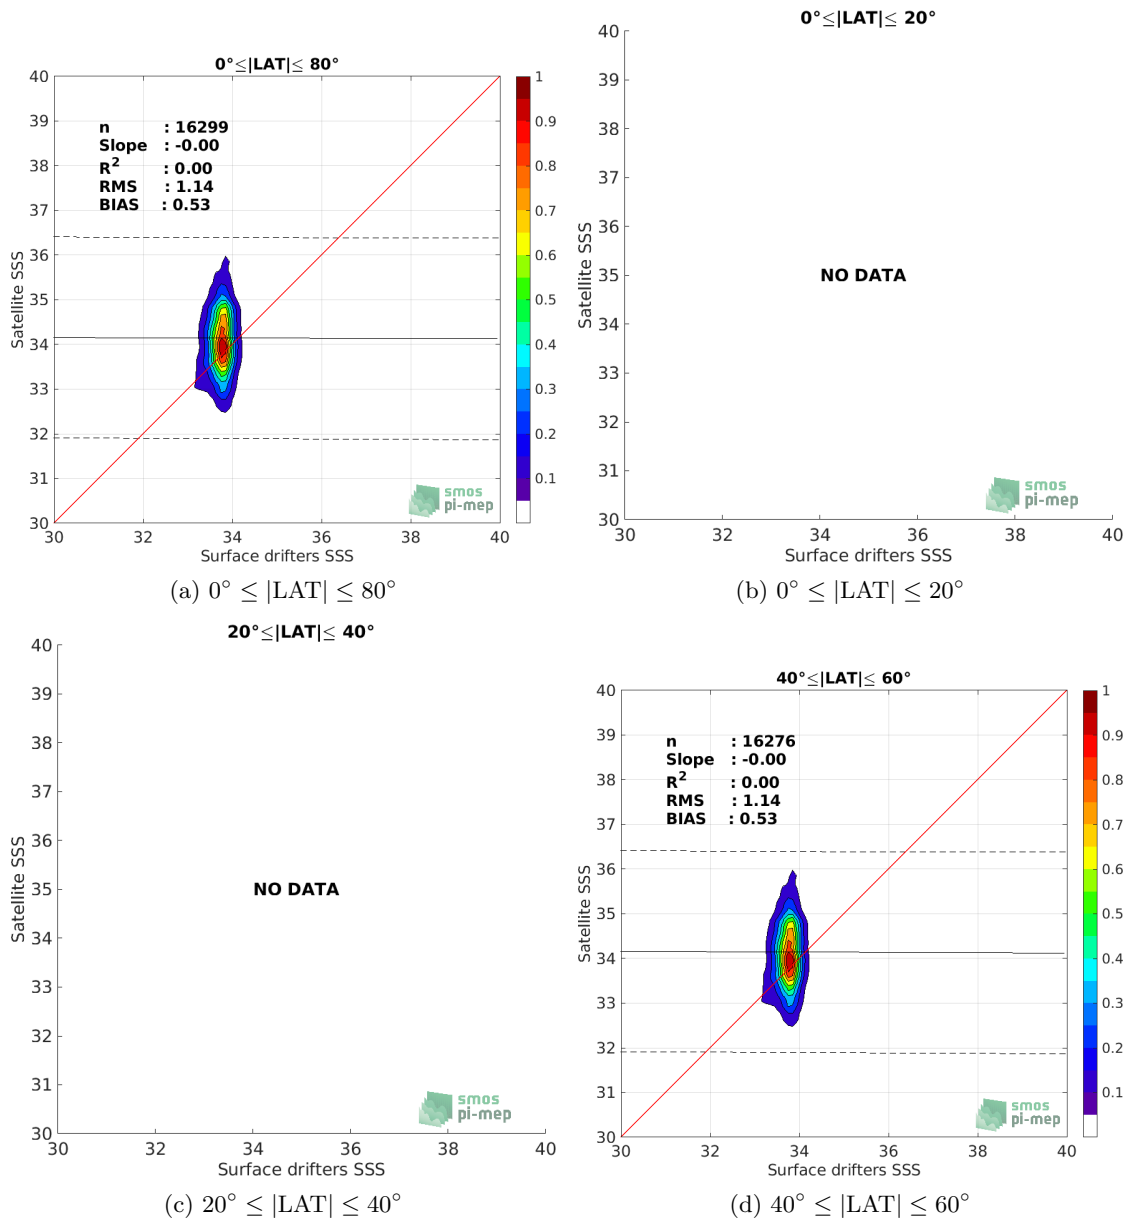 0°≤|LAT|≤ 80°
40
39
38
37
36
35
34
33
32
31
30
Satellite SSS
n : 16299
Slope : -0.00
R2 : 0.00
RMS : 1.14
BIAS : 0.53
smos
pi-mep
30 32 34 36 38 40
Surface drifters SSS
1
0.9
0.8
0.7
0.6
0.5
0.4
0.3
0.2
0.1
(a) 0° ≤ |LAT| ≤ 80°
0°≤|LAT|≤ 20°
40
39
38
37
36
35
34
33
32
31
30
Satellite SSS
NO DATA
smos
pi-mep
30 32 34 36 38 40
Surface drifters SSS
(b) 0° ≤ |LAT| ≤ 20°
20°≤|LAT|≤ 40°
40
39
38
37
36
35
34
33
32
31
30
Satellite SSS
NO DATA
smos
pi-mep
30 32 34 36 38 40
Surface drifters SSS
(c) 20° ≤ |LAT| ≤ 40°
40°≤|LAT|≤ 60°
40
39
38
37
36
35
34
33
32
31
30
Satellite SSS
n : 16276
Slope : -0.00
R2 : 0.00
RMS : 1.14
BIAS : 0.53
smos
pi-mep
30 32 34 36 38 40
Surface drifters SSS
1
0.9
0.8
0.7
0.6
0.5
0.4
0.3
0.2
0.1
(d) 40° ≤ |LAT| ≤ 60°